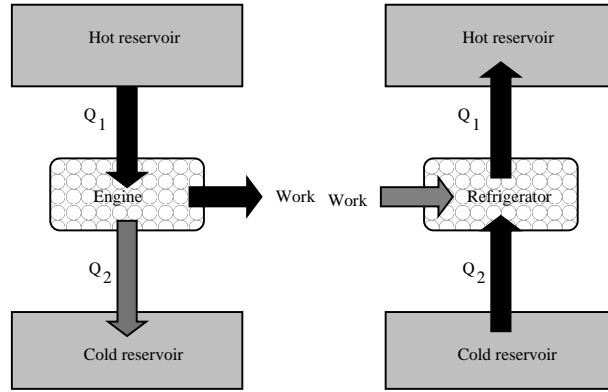 Hot reservoir
Q1
Engine
Work
Q2
Cold reservoir
Hot reservoir
Q1
Work
Refrigerator
Q2
Cold reservoir